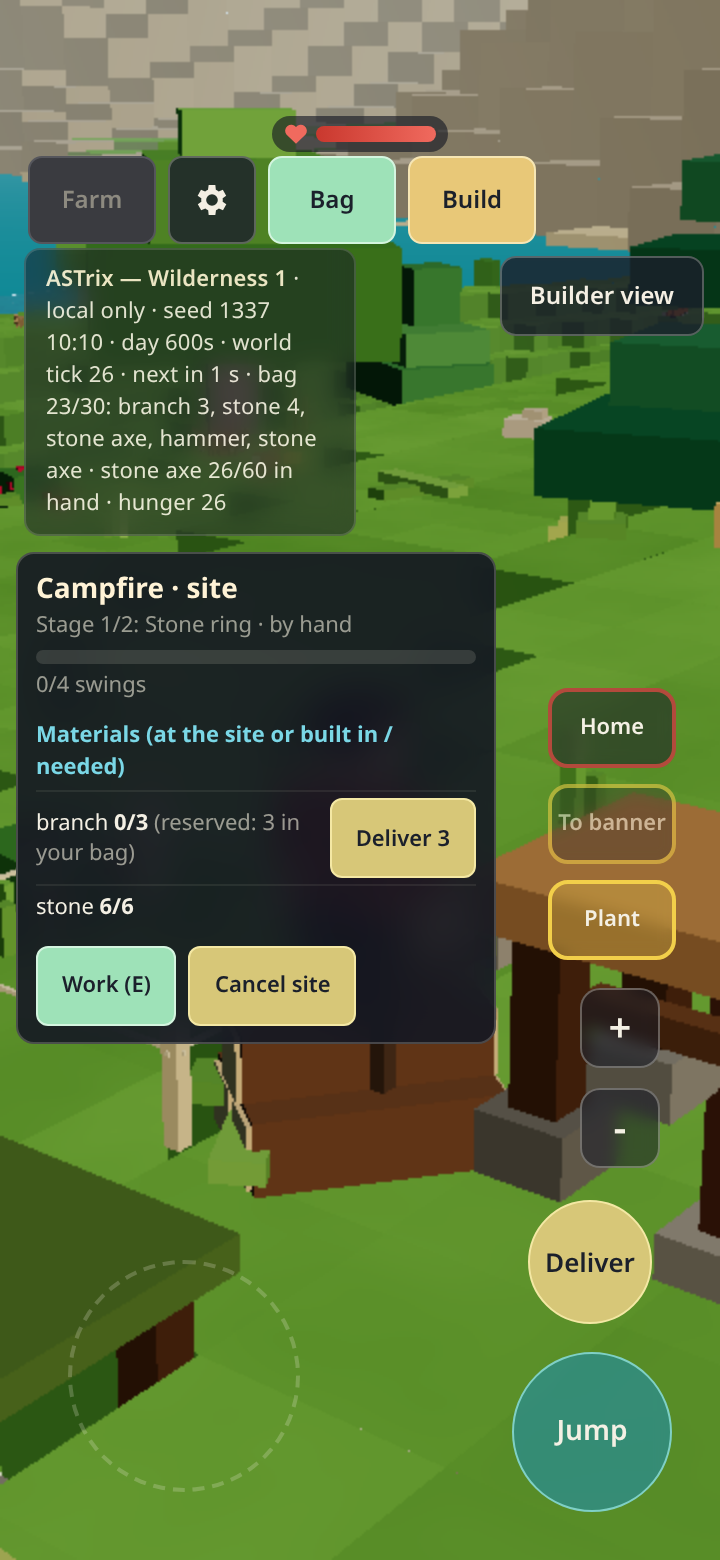 Farm
Bag
Build
ASTrix — Wilderness 1 ·
local only · seed 1337
10:10 · day 600s · world
tick 26 · next in 1 s · bag
23/30: branch 3, stone 4,
stone axe, hammer, stone
axe · stone axe 26/60 in
hand · hunger 26
Builder view
Campfire · site
Stage 1/2: Stone ring · by hand
0/4 swings
Materials (at the site or built in /
needed)
branch 0/3 (reserved: 3 in
your bag)
Deliver 3
stone 6/6
Work (E)
Cancel site
Home
To banner
Plant
+
-
Deliver
Jump